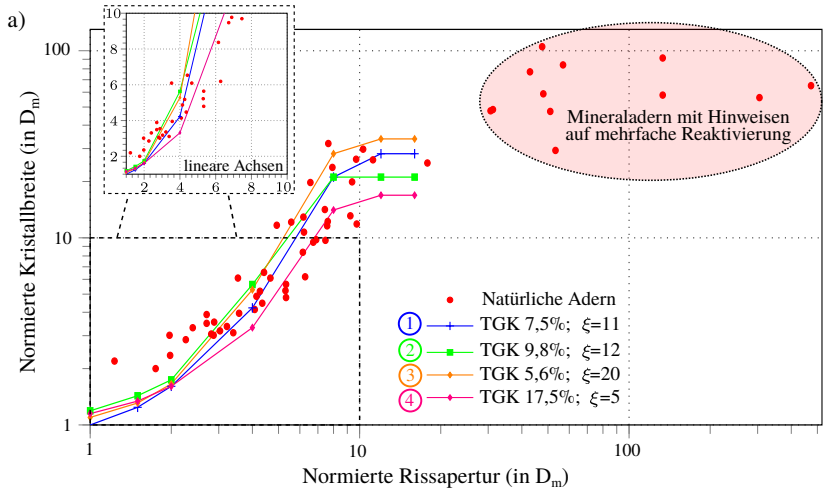 a)
100
10
1
Normierte Kristallbreite (in Dm)
10
8
6
4
2
2 4 6 8 10
lineare Achsen
Mineraladern mit Hinweisen
auf mehrfache Reaktivierung
Natürliche Adern
1 TGK 7,5%; ξ=11
2 TGK 9,8%; ξ=12
3 TGK 5,6%; ξ=20
4 TGK 17,5%; ξ=5
1 10 100
Normierte Rissapertur (in Dm)